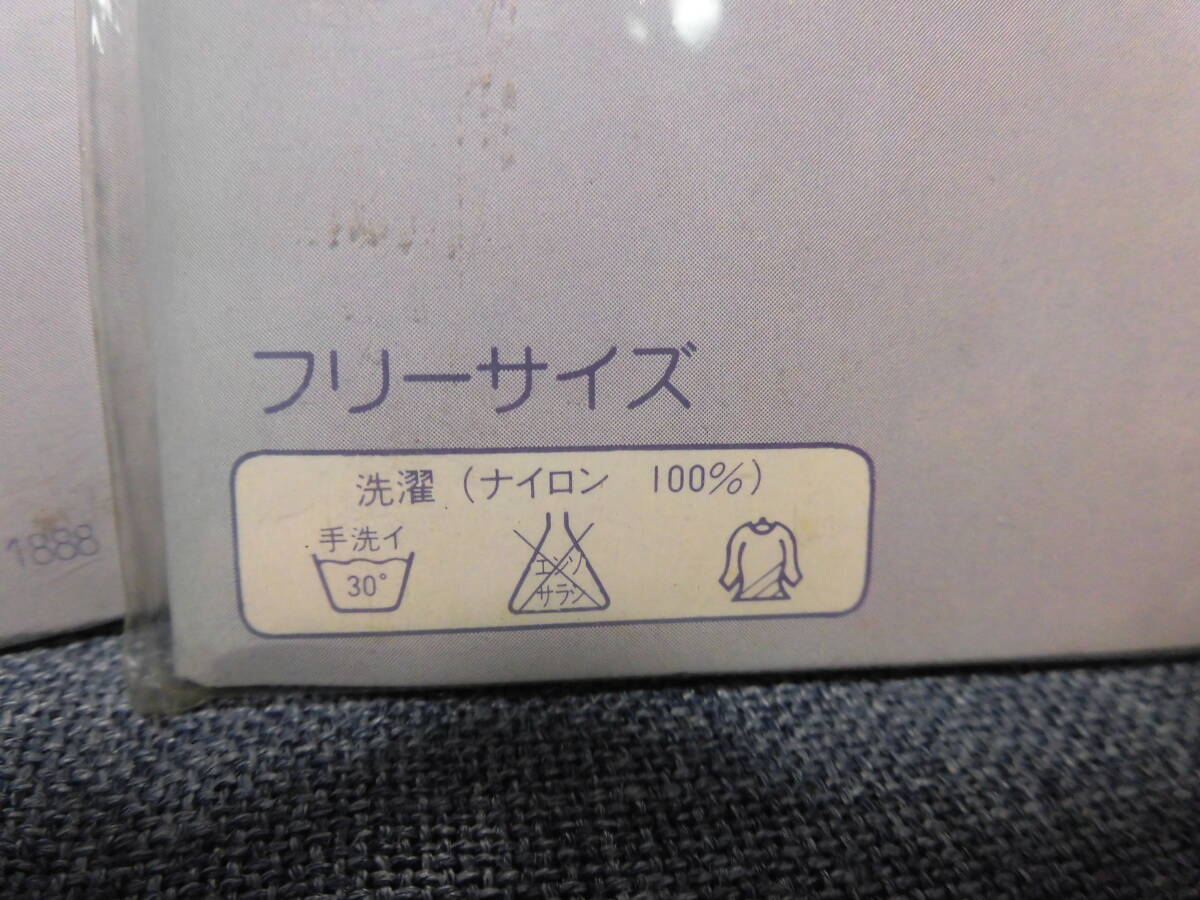 フリーサイズ
洗濯 (ナイロン 100%)
手洗イ
30°
エンソ
サラシ
1888